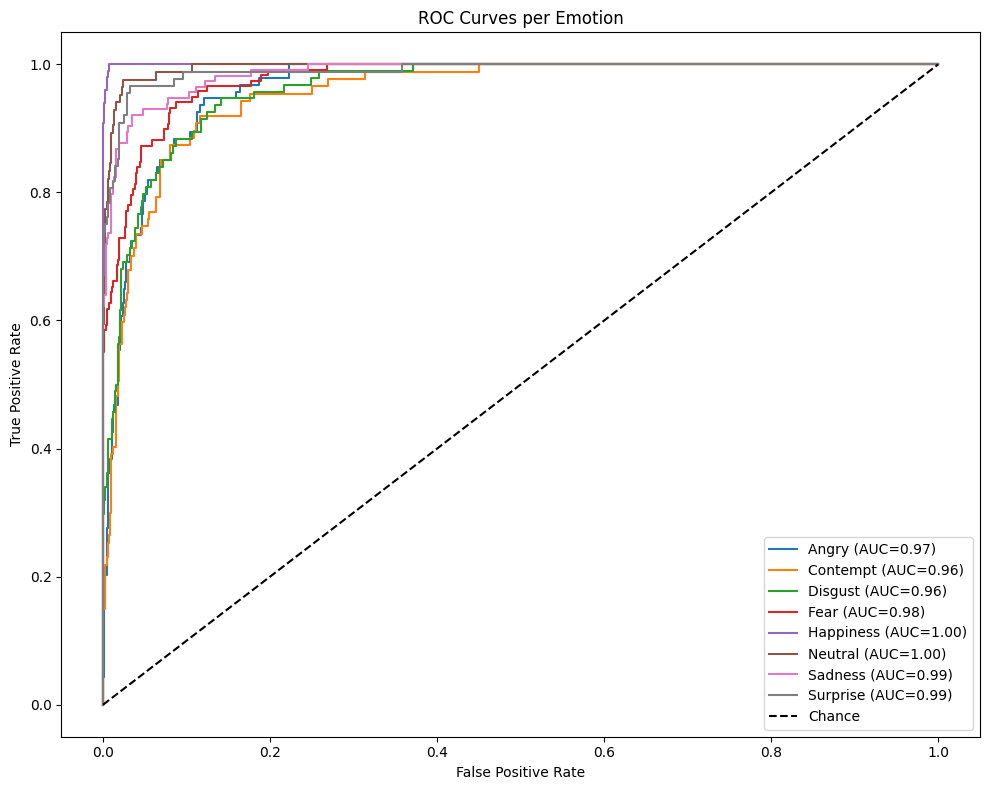 ROC Curves per Emotion
True Positive Rate
1.0
0.8
0.6
0.4
0.2
0.0
Angry (AUC=0.97)
Contempt (AUC=0.96)
Disgust (AUC=0.96)
Fear (AUC=0.98)
Happiness (AUC=1.00)
Neutral (AUC=1.00)
Sadness (AUC=0.99)
Surprise (AUC=0.99)
Chance
0.0 0.2 0.4 0.6 0.8 1.0
False Positive Rate